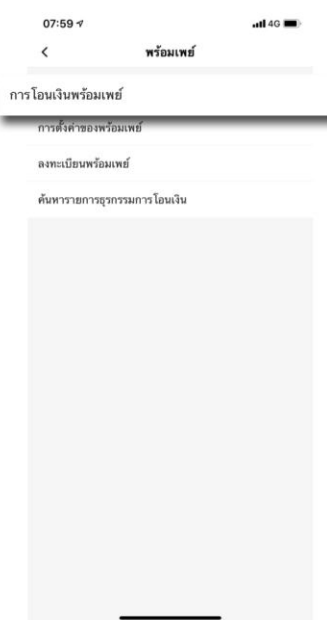 07:59 4G
พร้อมเพย์
การโอนเงินพร้อมเพย์
การตั้งค่าของพร้อมเพย์
ลงทะเบียนพร้อมเพย์
ค้นหารายการธุรกรรมการโอนเงิน